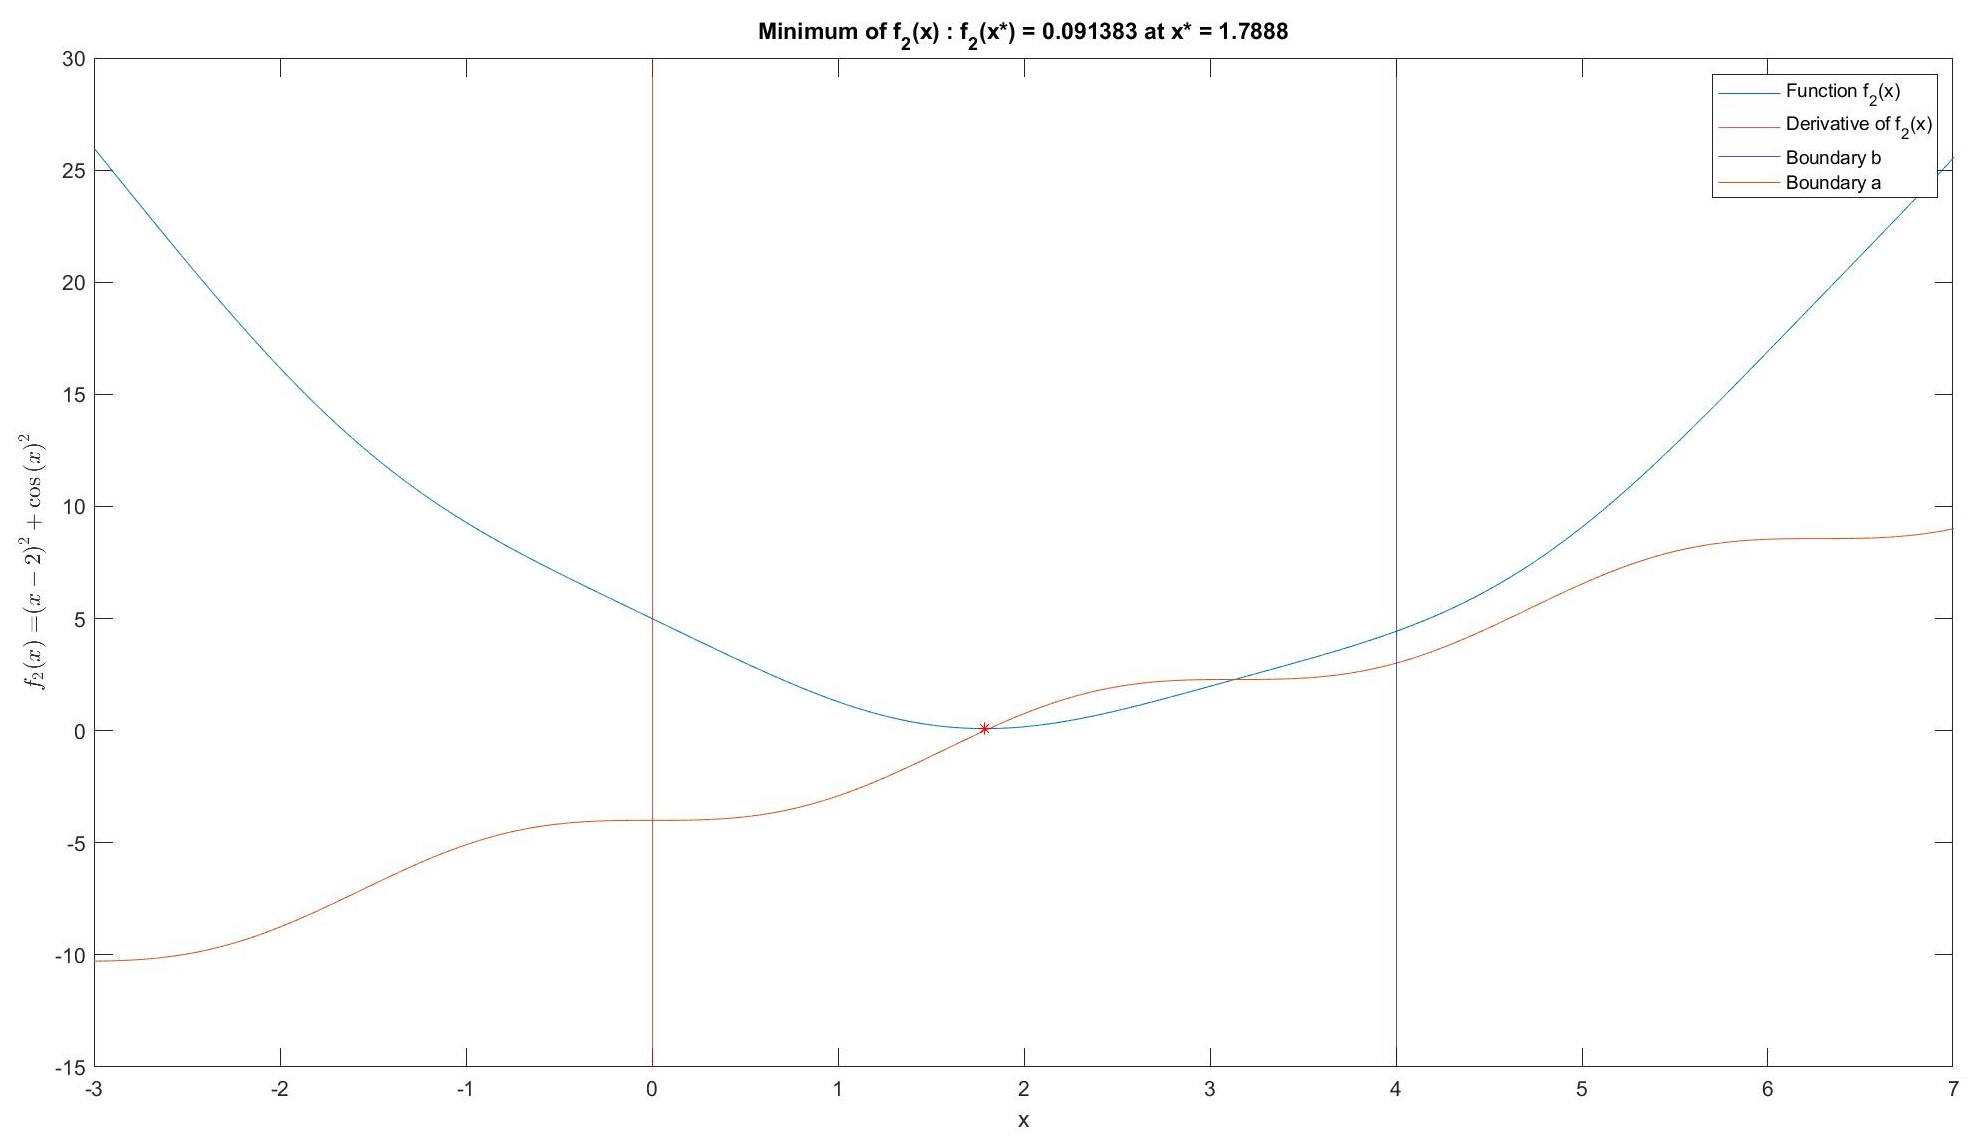 Minimum of f₂(x) : f₂(x*) = 0.091383 at x* = 1.7888
30
25
20
15
10
5
0
-5
-10
-15
f₂(x) =(x − 2)² + cos (x)²
Function f₂(x)
Derivative of f₂(x)
Boundary b
Boundary a
-3 -2 -1 0 1 2 3 4 5 6 7
x